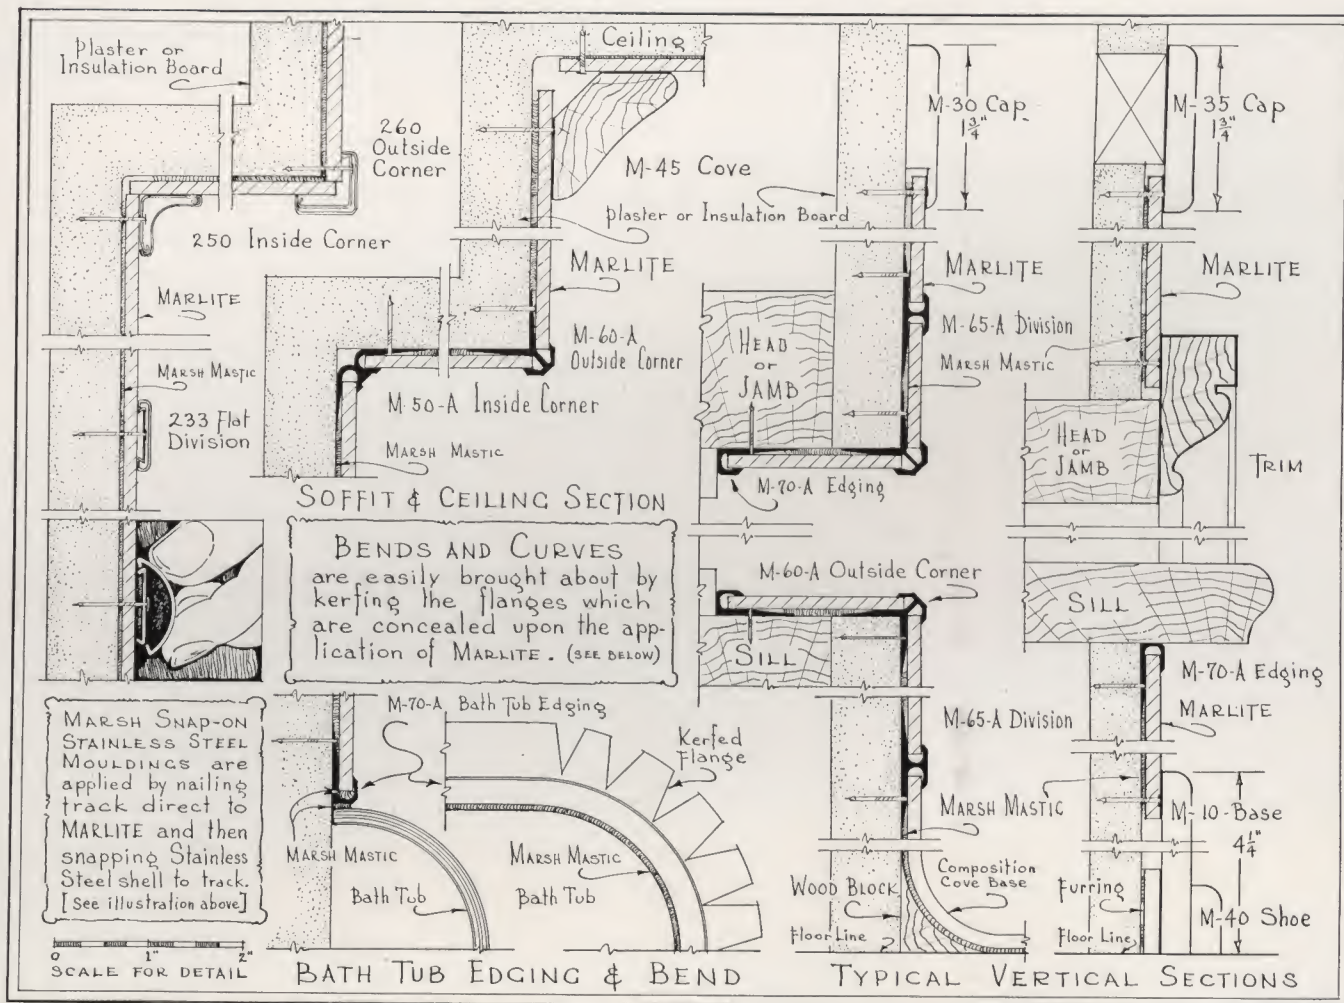 Plaster or
Insulation Board
260
Outside
Corner
250 Inside Corner
MARLITE
MARSH MASTIC
233 Flat
Division
Ceiling
M-45 Cove
Plaster or Insulation Board
MARLITE
M-60-A
Outside Corner
M-50-A Inside Corner
MARSH MASTIC
SOFFIT & CEILING SECTION
M-30 Cap
1 3/4"
MARLITE
M-65-A Division
MARSH MASTIC
HEAD
or
JAMB
M-70-A Edging
M-35 Cap
1 3/4"
MARLITE
HEAD
or
JAMB
TRIM
BENDS AND CURVES
are easily brought about by
kerfing the flanges which
are concealed upon the app-
lication of MARLITE. (SEE BELOW)
M-60-A Outside Corner
SILL
SILL
M-70-A Edging
MARLITE
M-65-A Division
MARSH MASTIC
M-10-Base
4 1/4"
Composition
Cove Base
WOOD BLOCK
Furring
M-40 Shoe
Floor Line
Floor Line
MARSH SNAP-ON
STAINLESS STEEL
MOULDINGS are
applied by nailing
track direct to
MARLITE and then
snapping Stainless
Steel shell to track.
[See illustration above]
M-70-A Bath Tub Edging
Kerfed
Flange
MARSH MASTIC
Bath Tub
MARSH MASTIC
Bath Tub
0 1" 2"
SCALE FOR DETAIL
BATH TUB EDGING & BEND
TYPICAL VERTICAL SECTIONS